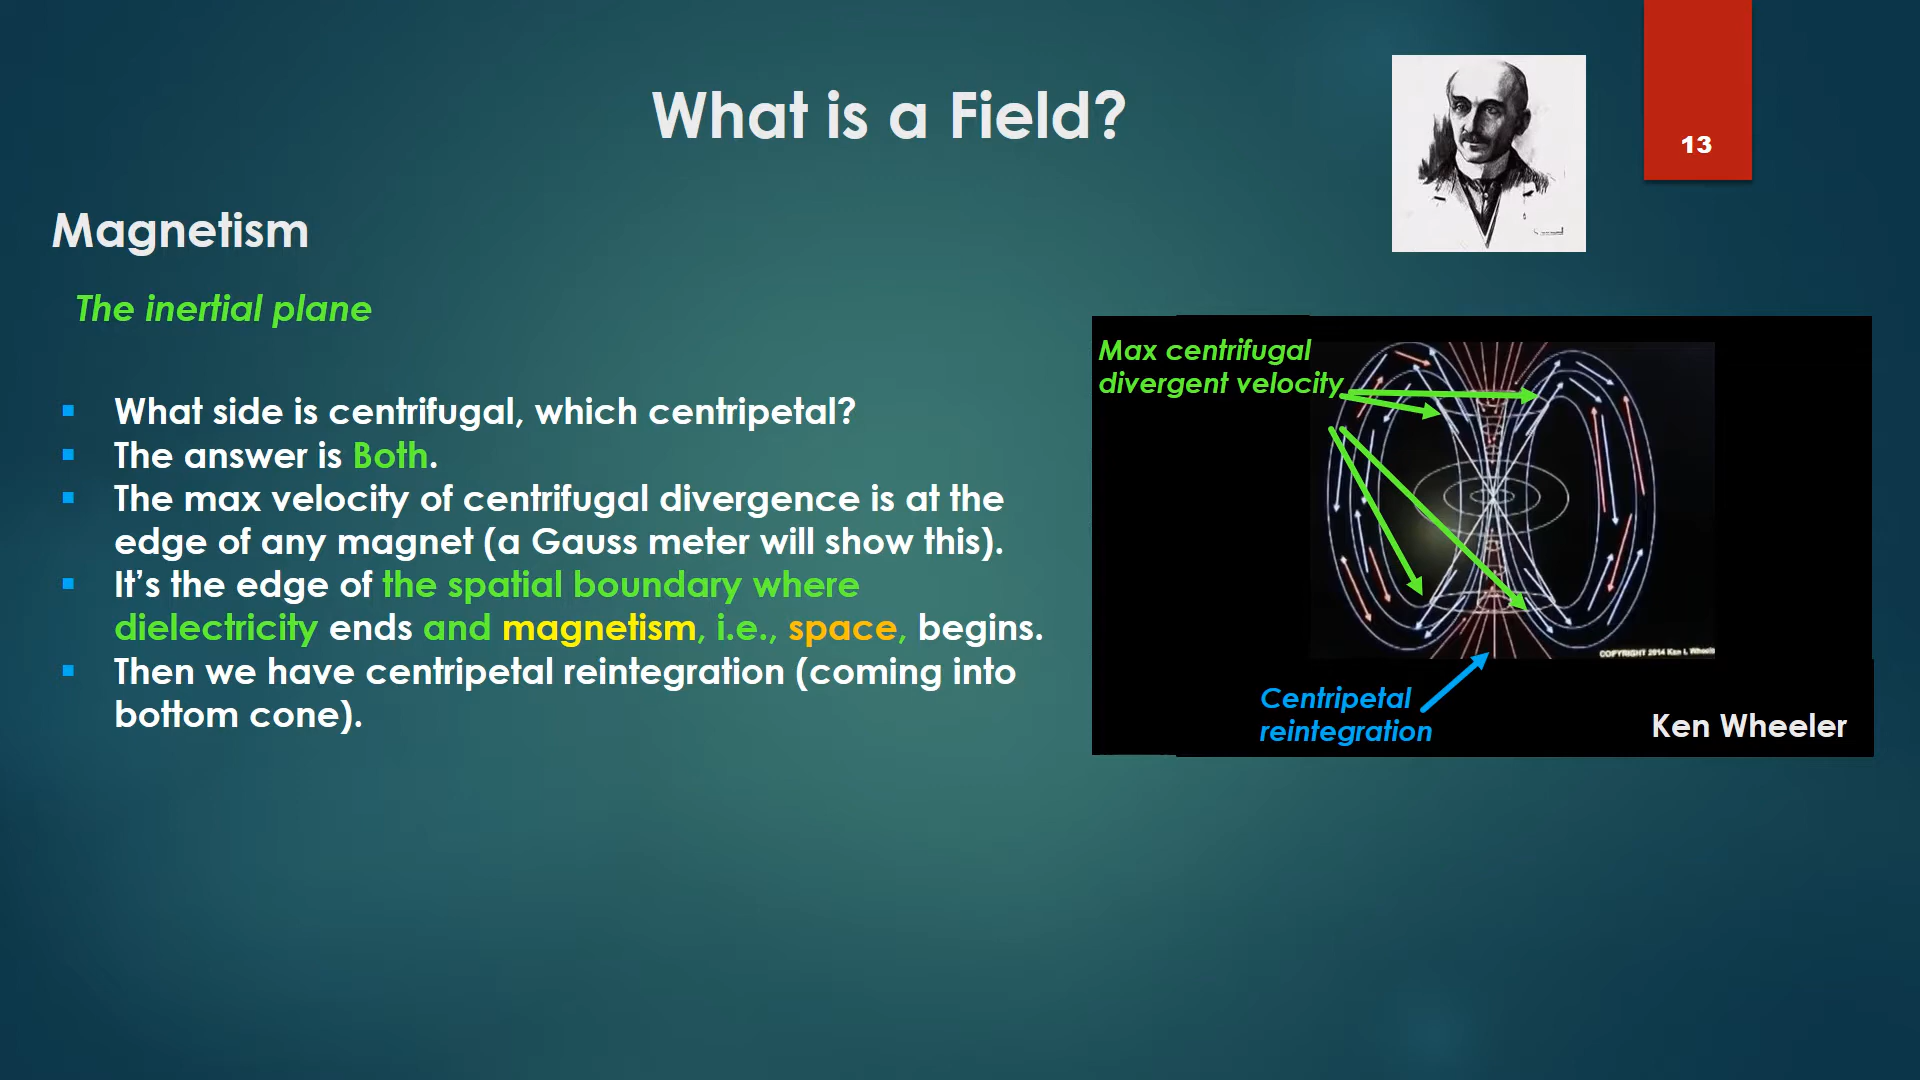 What is a Field?
13
Magnetism
The inertial plane
What side is centrifugal, which centripetal?
The answer is Both.
The max velocity of centrifugal divergence is at the
edge of any magnet (a Gauss meter will show this).
It's the edge of the spatial boundary where
dielectricity ends and magnetism, i.e., space, begins.
Then we have centripetal reintegration (coming into
bottom cone).
Max centrifugal
divergent velocity
COPYRIGHT 2014 Ken L
Centripetal
reintegration
Ken Wheeler